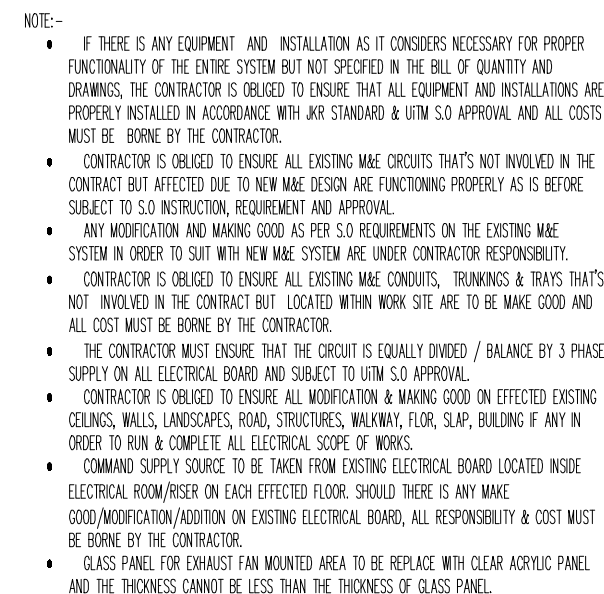 NOTE:-
• IF THERE IS ANY EQUIPMENT AND INSTALLATION AS IT CONSIDERS NECESSARY FOR PROPER
FUNCTIONALITY OF THE ENTIRE SYSTEM BUT NOT SPECIFIED IN THE BILL OF QUANTITY AND
DRAWINGS, THE CONTRACTOR IS OBLIGED TO ENSURE THAT ALL EQUIPMENT AND INSTALLATIONS ARE
PROPERLY INSTALLED IN ACCORDANCE WITH JKR STANDARD & UiTM S.O APPROVAL AND ALL COSTS
MUST BE BORNE BY THE CONTRACTOR.
• CONTRACTOR IS OBLIGED TO ENSURE ALL EXISTING M&E CIRCUITS THAT'S NOT INVOLVED IN THE
CONTRACT BUT AFFECTED DUE TO NEW M&E DESIGN ARE FUNCTIONING PROPERLY AS IS BEFORE
SUBJECT TO S.O INSTRUCTION, REQUIREMENT AND APPROVAL.
• ANY MODIFICATION AND MAKING GOOD AS PER S.O REQUIREMENTS ON THE EXISTING M&E
SYSTEM IN ORDER TO SUIT WITH NEW M&E SYSTEM ARE UNDER CONTRACTOR RESPONSIBILITY.
• CONTRACTOR IS OBLIGED TO ENSURE ALL EXISTING M&E CONDUITS, TRUNKINGS & TRAYS THAT'S
NOT INVOLVED IN THE CONTRACT BUT LOCATED WITHIN WORK SITE ARE TO BE MAKE GOOD AND
ALL COST MUST BE BORNE BY THE CONTRACTOR.
• THE CONTRACTOR MUST ENSURE THAT THE CIRCUIT IS EQUALLY DIVIDED / BALANCE BY 3 PHASE
SUPPLY ON ALL ELECTRICAL BOARD AND SUBJECT TO UiTM S.O APPROVAL.
• CONTRACTOR IS OBLIGED TO ENSURE ALL MODIFICATION & MAKING GOOD ON EFFECTED EXISTING
CEILINGS, WALLS, LANDSCAPES, ROAD, STRUCTURES, WALKWAY, FLOR, SLAP, BUILDING IF ANY IN
ORDER TO RUN & COMPLETE ALL ELECTRICAL SCOPE OF WORKS.
• COMMAND SUPPLY SOURCE TO BE TAKEN FROM EXISTING ELECTRICAL BOARD LOCATED INSIDE
ELECTRICAL ROOM/RISER ON EACH EFFECTED FLOOR. SHOULD THERE IS ANY MAKE
GOOD/MODIFICATION/ADDITION ON EXISTING ELECTRICAL BOARD, ALL RESPONSIBILITY & COST MUST
BE BORNE BY THE CONTRACTOR.
• GLASS PANEL FOR EXHAUST FAN MOUNTED AREA TO BE REPLACE WITH CLEAR ACRYLIC PANEL
AND THE THICKNESS CANNOT BE LESS THAN THE THICKNESS OF GLASS PANEL.